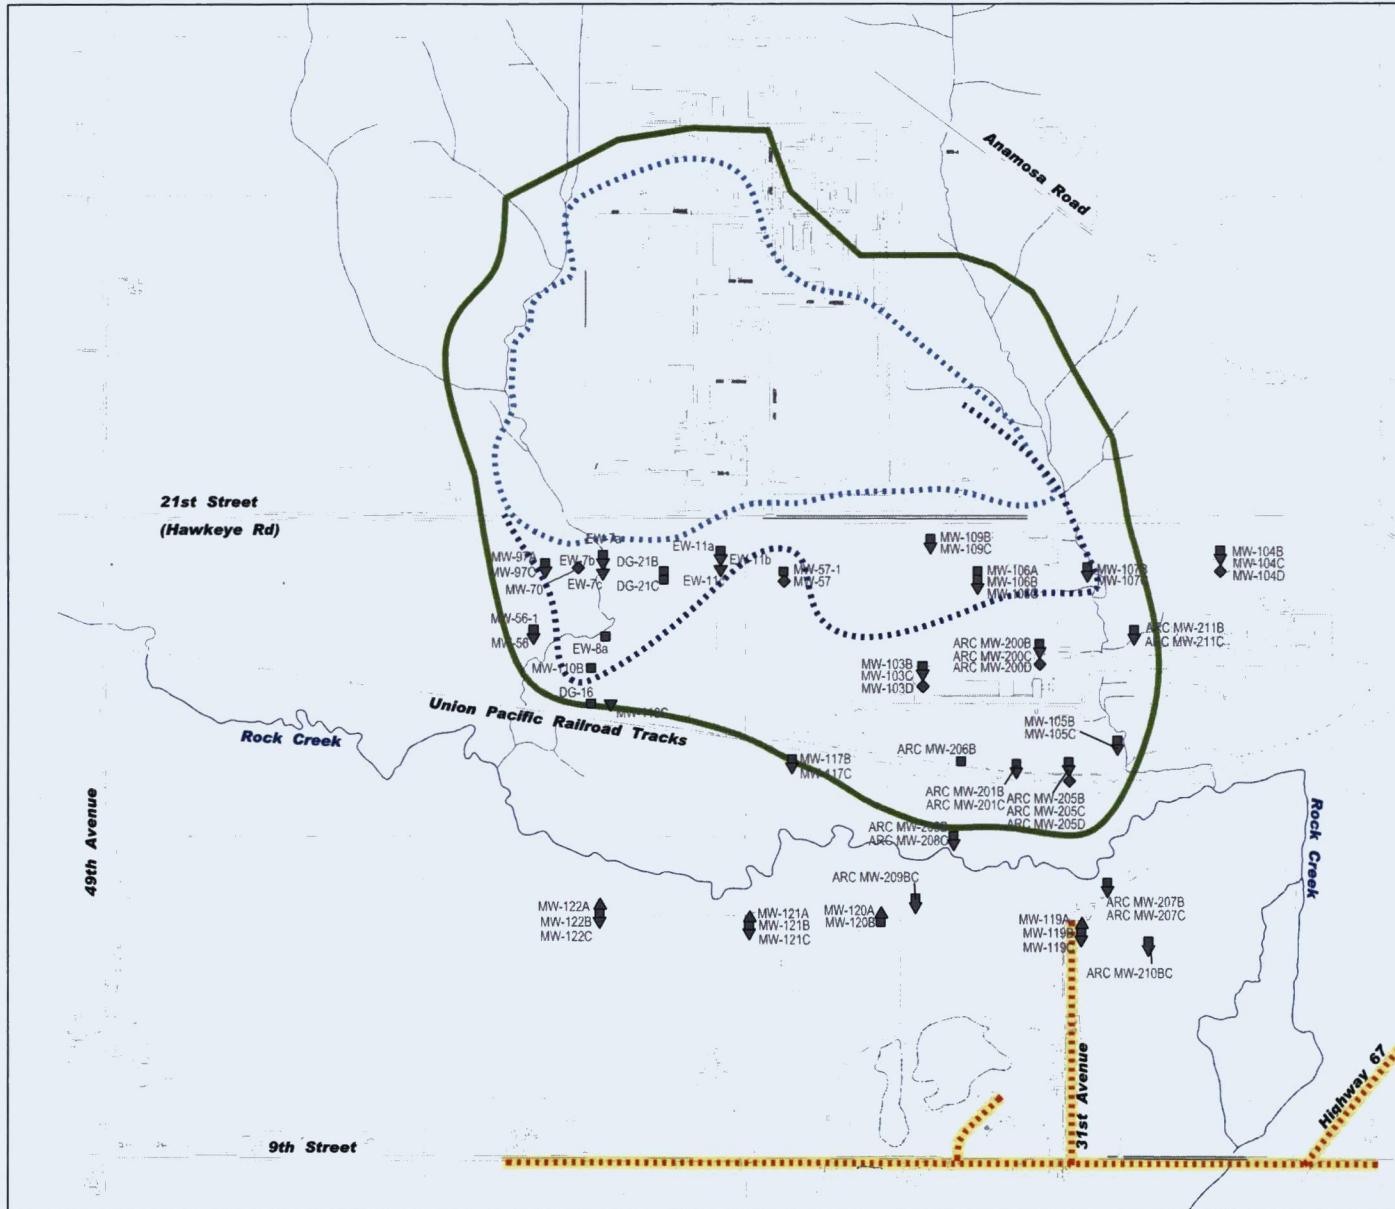 Anamosa Road
21st Street
(Hawkeye Rd)
EW-7a
EW-11a
MW-109B
MW-109C
MW-97A
EW-7b
DG-21B
EW-11b
MW-104B
MW-104C
MW-104D
MW-97C
MW-70
EW-7c
DG-21C
MW-57-1
MW-57
MW-106A
MW-106B
MW-107B
MW-56-1
MW-56
EW-8a
ARC MW-200B
ARC MW-200C
ARC MW-200D
ARC MW-211B
ARC MW-211C
MW-110B
MW-103B
MW-103C
MW-103D
DG-16
Union Pacific Railroad Tracks
Rock Creek
MW-105B
MW-105C
ARC MW-206B
MW-117B
MW-117C
ARC MW-201B
ARC MW-201C
ARC MW-205B
ARC MW-205C
ARC MW-205D
Rock Creek
49th Avenue
ARC MW-208C
ARC MW-209BC
ARC MW-207B
ARC MW-207C
MW-122A
MW-122B
MW-122C
MW-121A
MW-121B
MW-121C
MW-120A
MW-120B
MW-119A
MW-119B
MW-119C
ARC MW-210BC
31st Avenue
Highway 67
9th Street